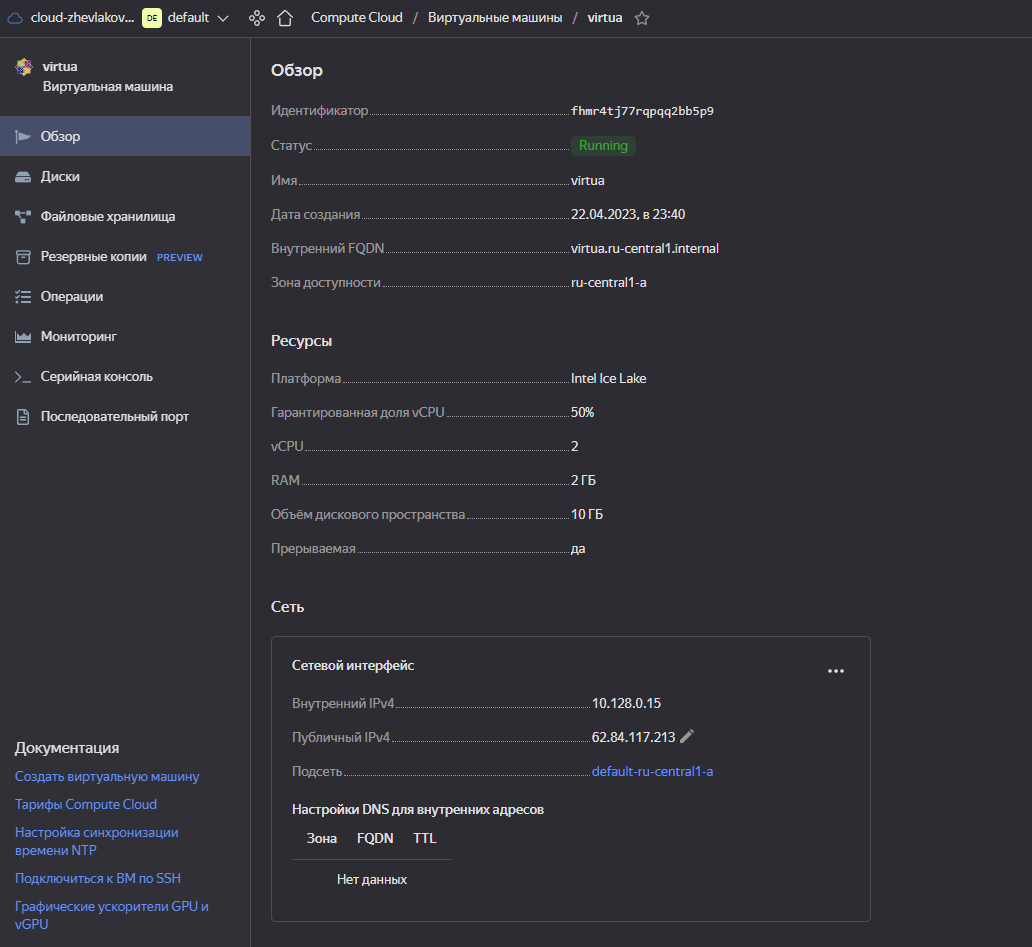 cloud-zhevlakov... DE default Compute Cloud / Виртуальные машины / virtua
virtua
Виртуальная машина
Обзор
Диски
Файловые хранилища
Резервные копии PREVIEW
Операции
Мониторинг
Серийная консоль
Последовательный порт
Документация
Создать виртуальную машину
Тарифы Compute Cloud
Настройка синхронизации
времени NTP
Подключиться к ВМ по SSH
Графические ускорители GPU и
vGPU
Обзор
Идентификатор fhmr4tj77rqpqq2bb5p9
Статус Running
Имя virtua
Дата создания 22.04.2023, в 23:40
Внутренний FQDN virtua.ru-central1.internal
Зона доступности ru-central1-a
Ресурсы
Платформа Intel Ice Lake
Гарантированная доля vCPU 50%
vCPU 2
RAM 2 ГБ
Объём дискового пространства 10 ГБ
Прерываемая да
Сеть
Сетевой интерфейс
Внутренний IPv4 10.128.0.15
Публичный IPv4 62.84.117.213
Подсеть default-ru-central1-a
Настройки DNS для внутренних адресов
Зона FQDN TTL
Нет данных